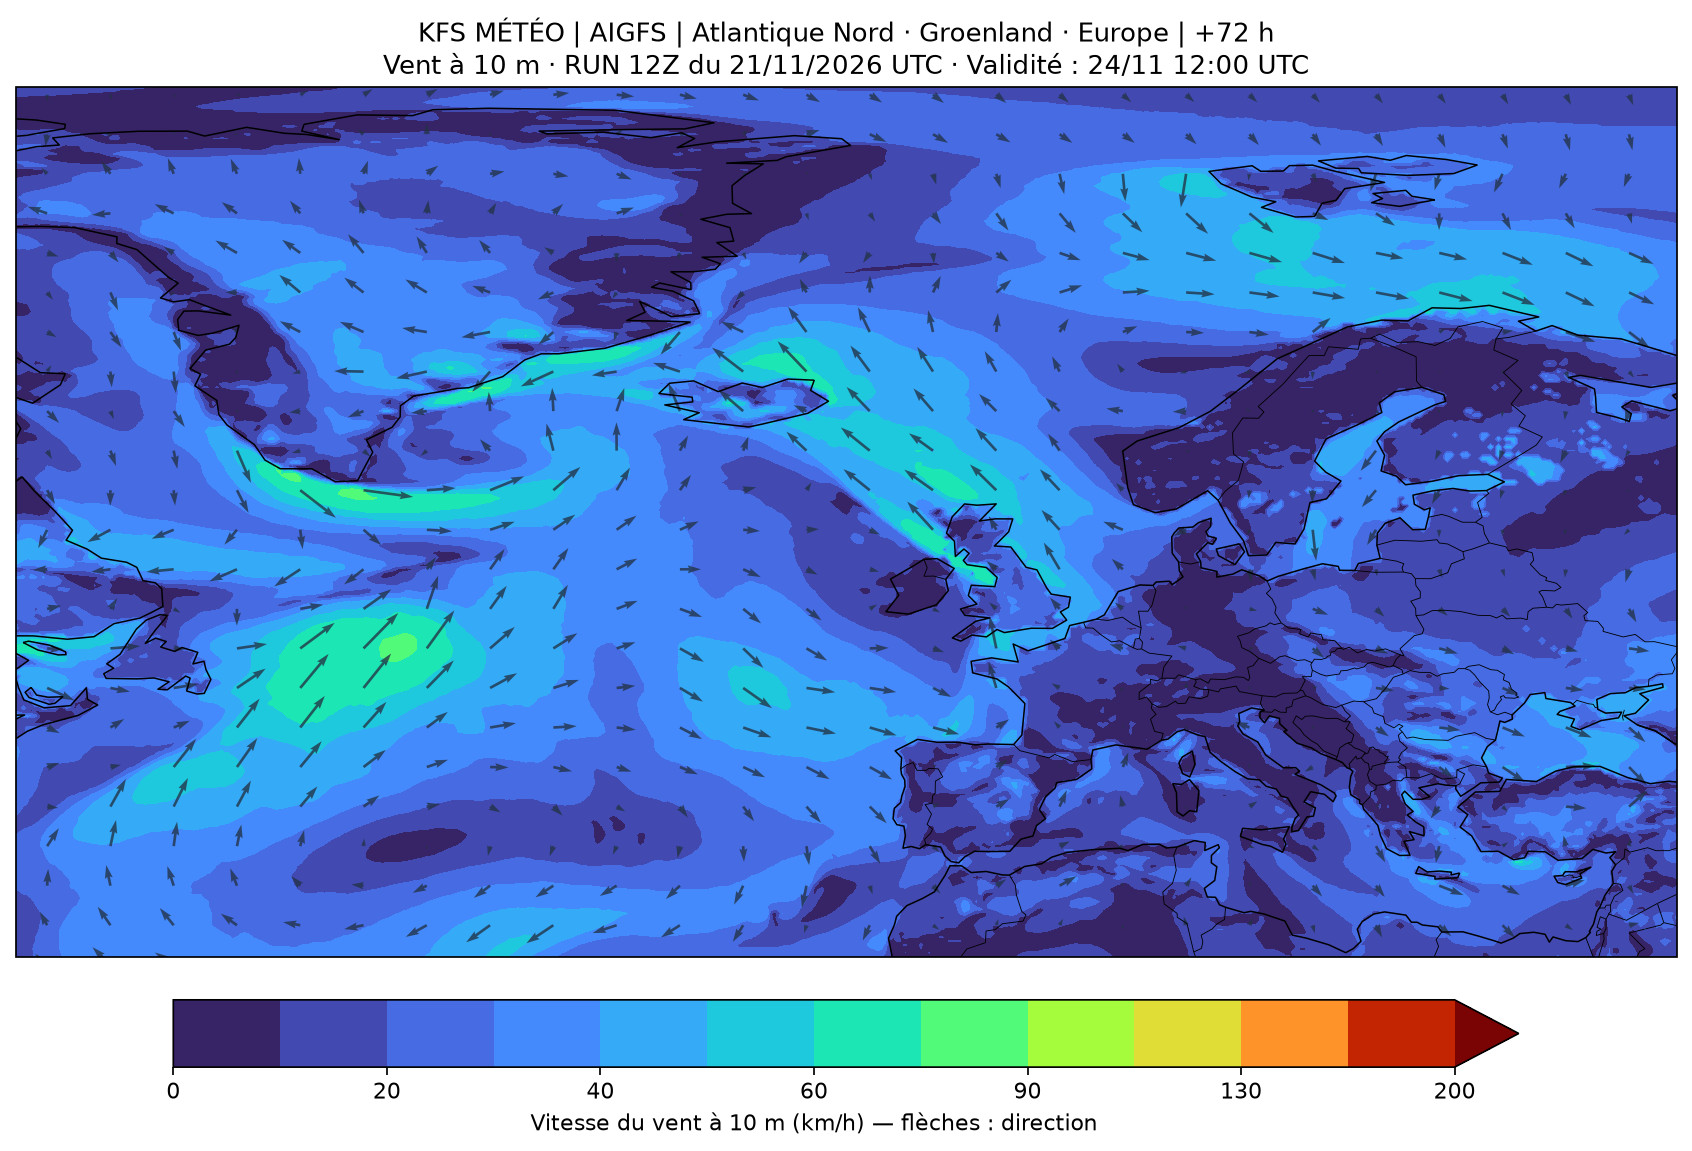 KFS MÉTÉO | AIGFS | Atlantique Nord · Groenland · Europe | +72 h
Vent à 10 m · RUN 12Z du 21/11/2026 UTC · Validité : 24/11 12:00 UTC
0 20 40 60 90 130 200
Vitesse du vent à 10 m (km/h) — flèches : direction